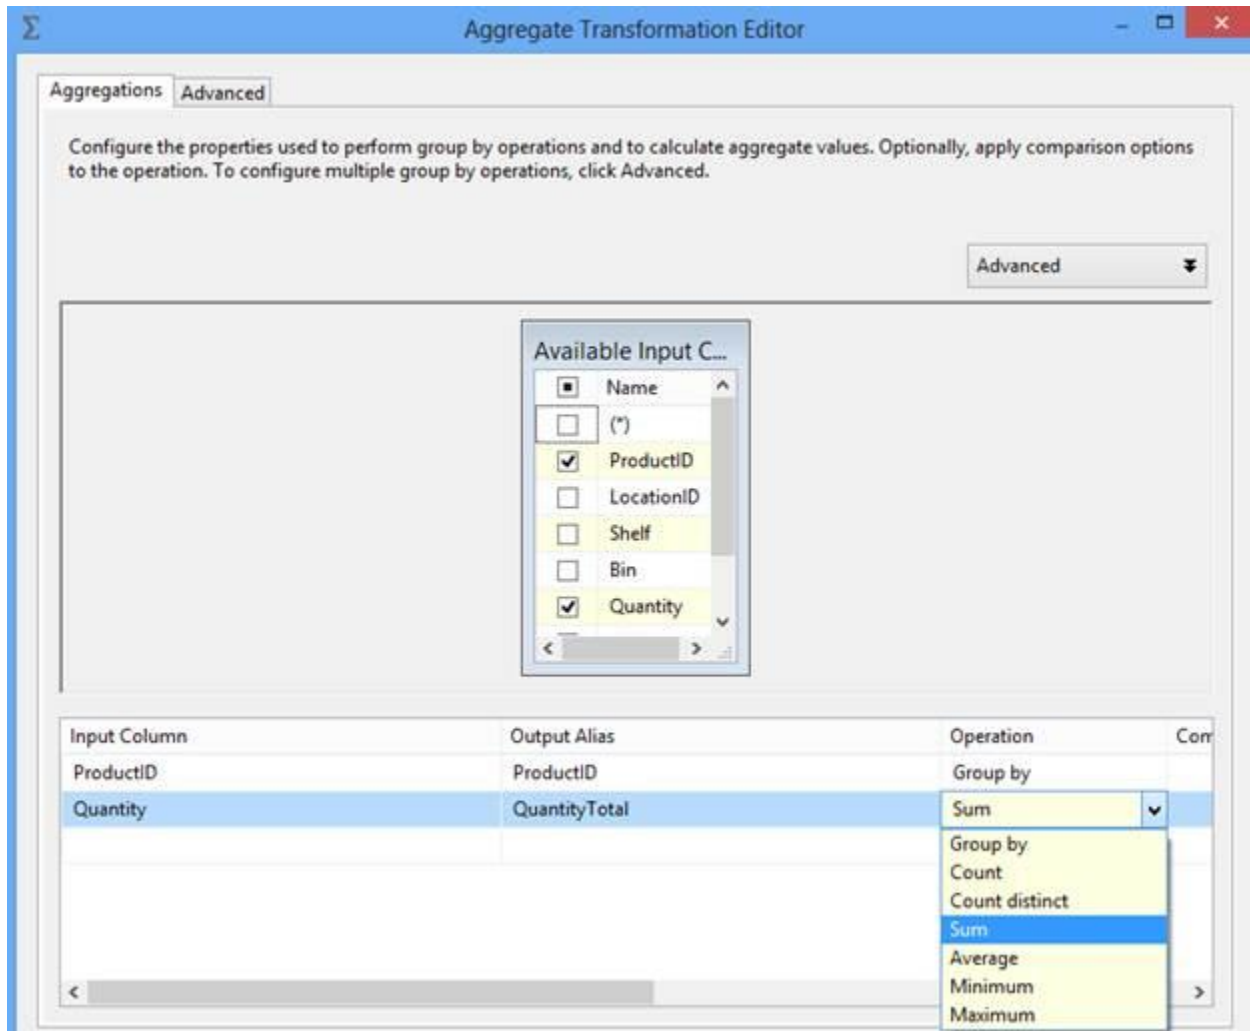 Σ Aggregate Transformation Editor
Aggregations Advanced
Configure the properties used to perform group by operations and to calculate aggregate values. Optionally, apply comparison options
to the operation. To configure multiple group by operations, click Advanced.
Advanced
Available Input C...
Name
(*)
ProductID
LocationID
Shelf
Bin
Quantity
Input Column Output Alias Operation Com
ProductID ProductID Group by
Quantity QuantityTotal Sum
Group by
Count
Count distinct
Sum
Average
Minimum
Maximum